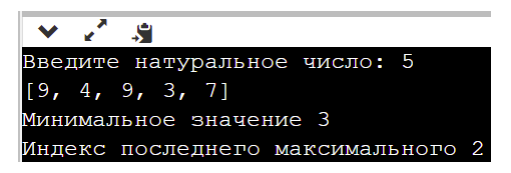 Введите натуральное число: 5
[9, 4, 9, 3, 7]
Минимальное значение 3
Индекс последнего максимального 2